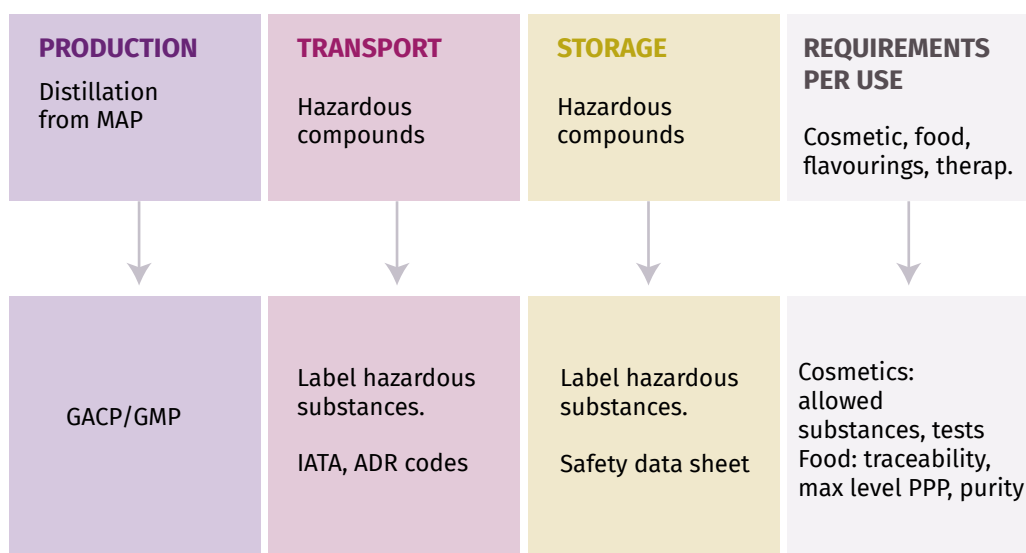 PRODUCTION
Distillation
from MAP
TRANSPORT
Hazardous
compounds
STORAGE
Hazardous
compounds
REQUIREMENTS
PER USE
Cosmetic, food,
flavourings, therap.
GACP/GMP
Label hazardous
substances.
IATA, ADR codes
Label hazardous
substances.
Safety data sheet
Cosmetics:
allowed
substances, tests
Food: traceability,
max level PPP, purity